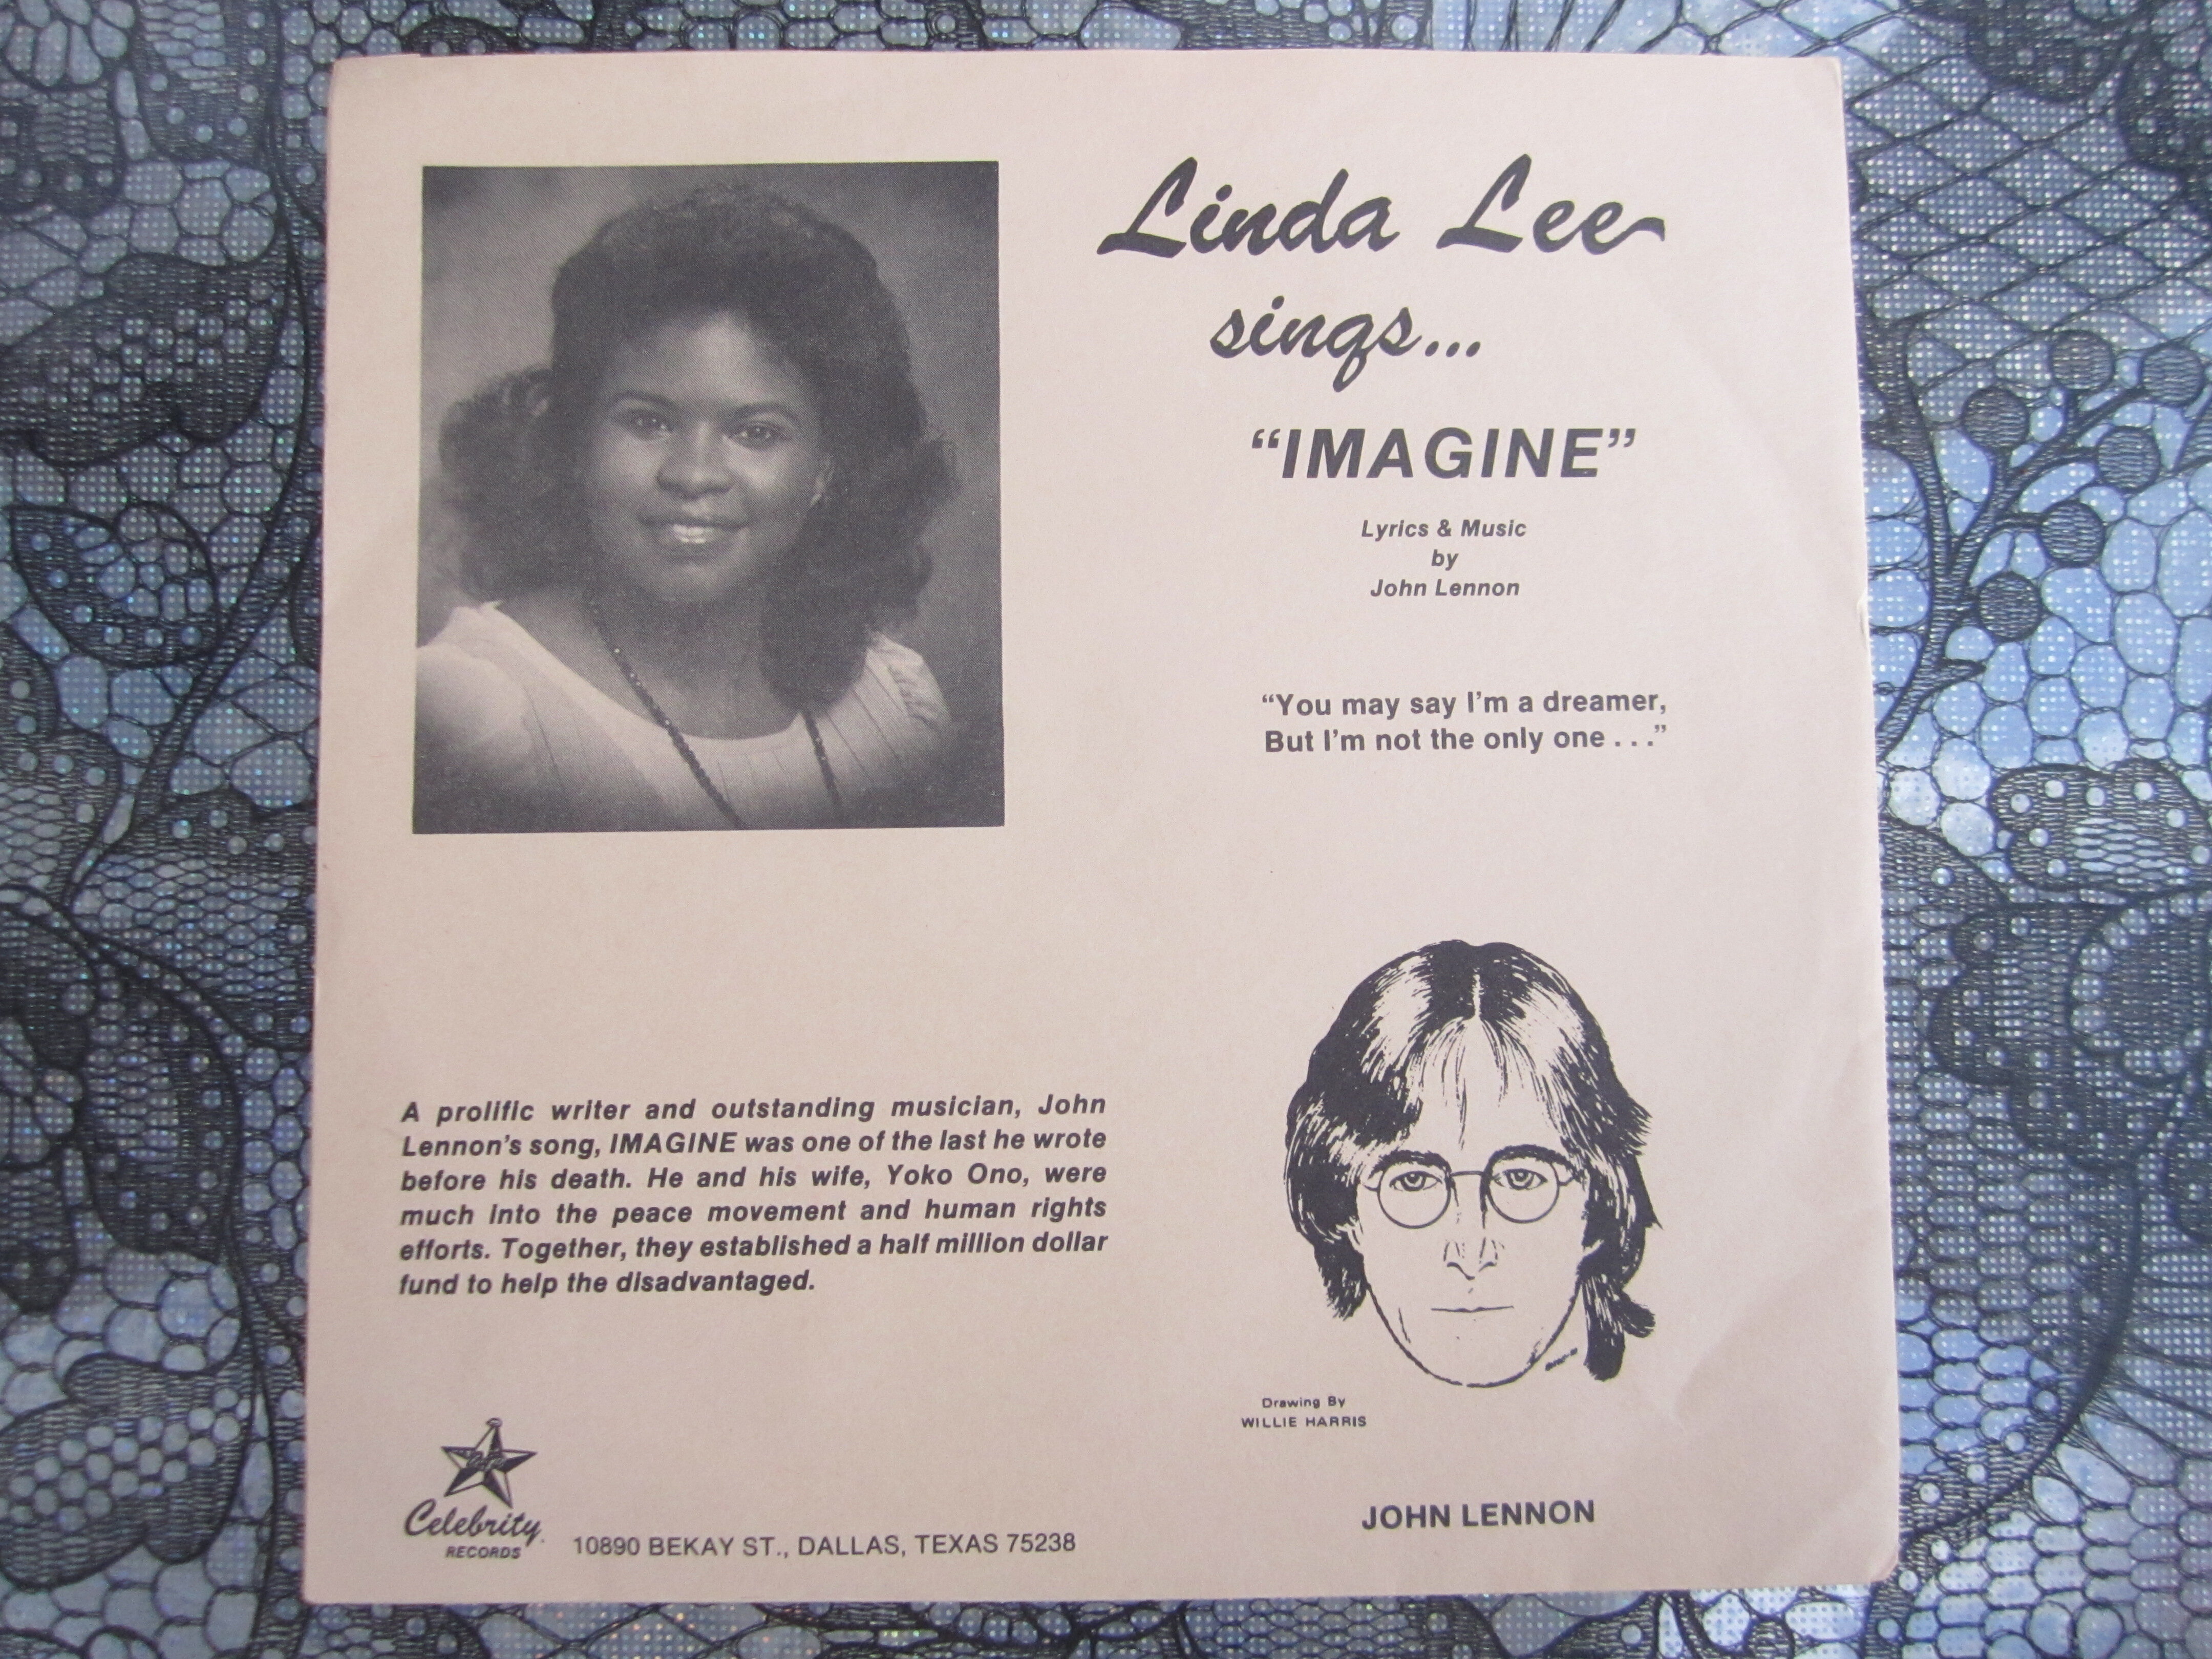 Linda Lee
sings...
“IMAGINE”
Lyrics & Music
by
John Lennon
“You may say I’m a dreamer,
But I’m not the only one . . .”
A prolific writer and outstanding musician, John
Lennon’s song, IMAGINE was one of the last he wrote
before his death. He and his wife, Yoko Ono, were
much into the peace movement and human rights
efforts. Together, they established a half million dollar
fund to help the disadvantaged.
Drawing By
WILLIE HARRIS
JOHN LENNON
Celebrity
RECORDS
10890 BEKAY ST., DALLAS, TEXAS 75238